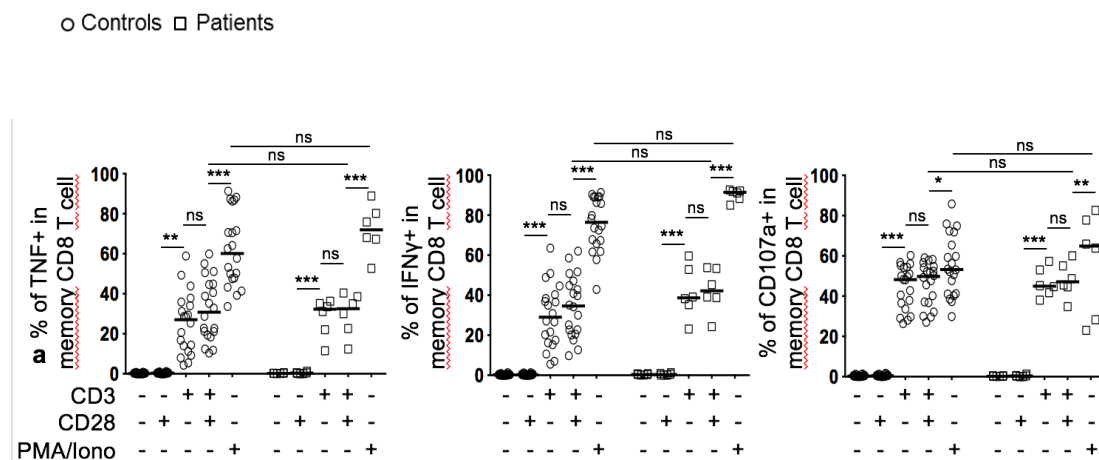 Controls Patients
ns
ns
*** ***
ns ns
** ***
% of TNF+ in
memory CD8 T cell
100
80
60
40
20
0
a
ns
ns
*** ***
ns ns
*** ***
% of IFNγ+ in
memory CD8 T cell
100
80
60
40
20
0
ns
ns
* **
ns ns
*** ***
% of CD107a+ in
memory CD8 T cell
100
80
60
40
20
0
CD3 - - + + - - - + + - - - + + - - - + + - - - + + - - - + + -
CD28 - + - + - - + - + - - + - + - - + - + - - + - + - - + - + -
PMA/Iono - - - - + - - - - + - - - - + - - - - + - - - - + - - - - +